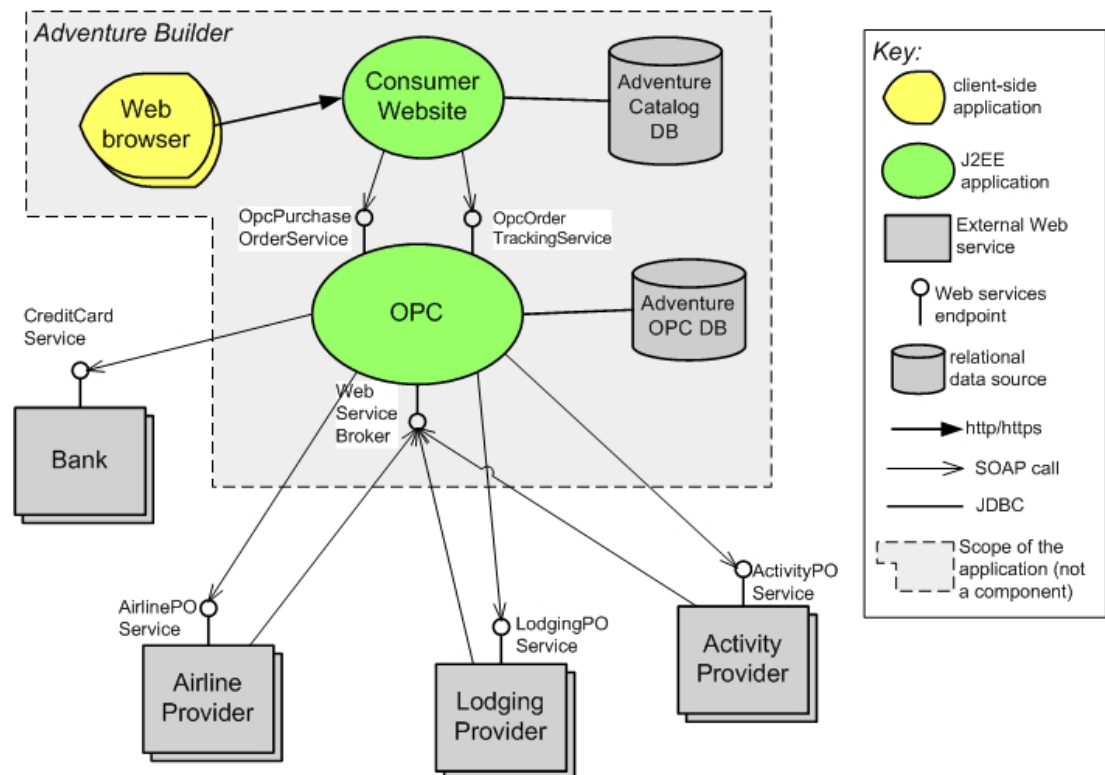 Adventure Builder
Web
browser
Consumer
Website
Adventure
Catalog
DB
OpcPurchase
OrderService
OpcOrder
TrackingService
OPC
Adventure
OPC DB
CreditCard
Service
Bank
Web
Service
Broker
AirlinePO
Service
Airline
Provider
LodgingPO
Service
Lodging
Provider
ActivityPO
Service
Activity
Provider
Key:
client-side
application
J2EE
application
External Web
service
Web services
endpoint
relational
data source
http/https
SOAP call
JDBC
Scope of the
application (not
a component)